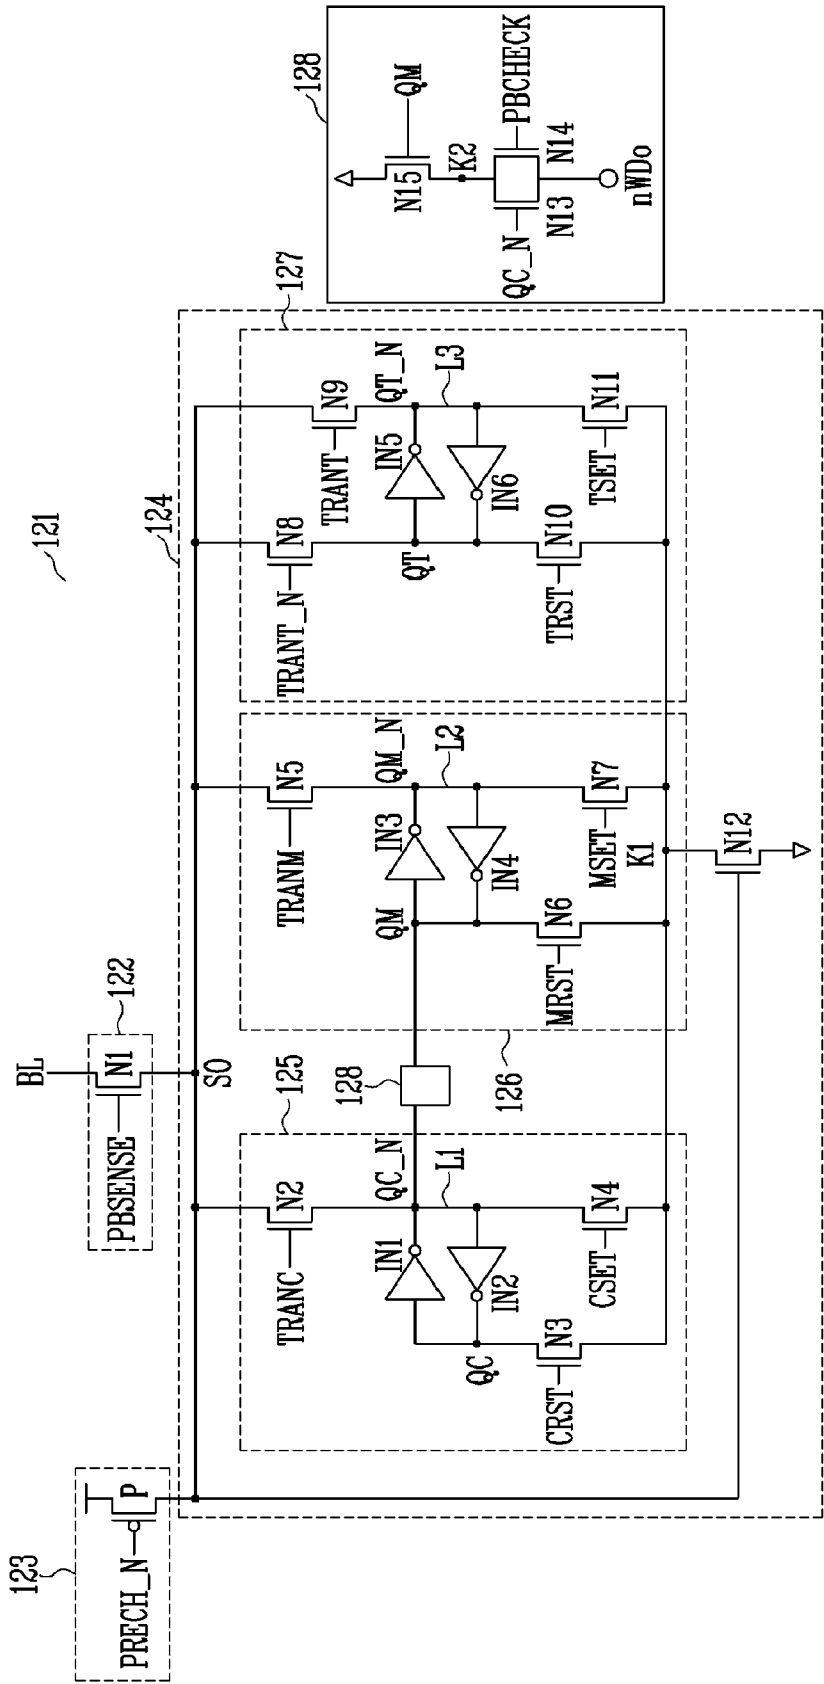 121
123
PRECH_N
P
BL
PBSENSE
N1
122
SO
124
125
TRANC
N2
QC_N
IN1
L1
IN2
QC
CRST
N3
CSET
N4
128
126
TRANM
N5
QM_N
IN3
QM
L2
IN4
MRST
N6
MSET
N7
K1
N12
127
TRANT_N
N8
TRANT
N9
QT_N
IN5
QT
L3
IN6
TRST
N10
TSET
N11
128
QM
N15
K2
QC_N
PBCHECK
N13
N14
nWDo